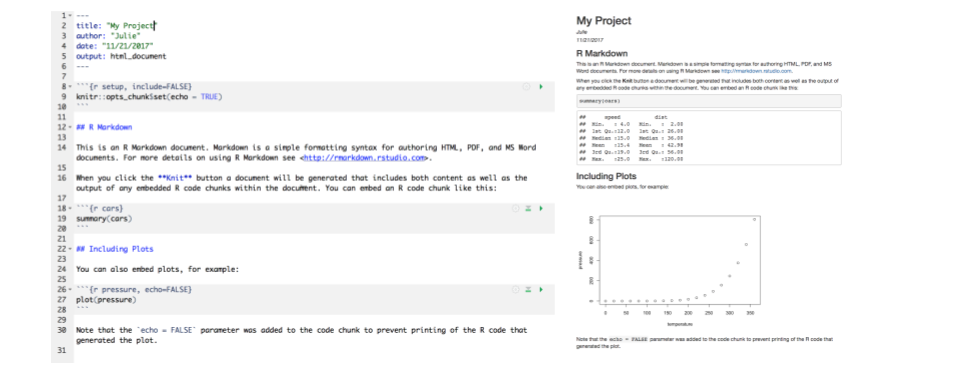 1 ---
2 title: "My Project"
3 author: "Julie"
4 date: "11/21/2017"
5 output: html_document
6 ---
7
8 ```{r setup, include=FALSE}
9 knitr::opts_chunk$set(echo = TRUE)
10 ```
11
12 ## R Markdown
13
14 This is an R Markdown document. Markdown is a simple formatting syntax for authoring HTML, PDF, and MS Word
documents. For more details on using R Markdown see <http://rmarkdown.rstudio.com>.
15
16 When you click the **Knit** button a document will be generated that includes both content as well as the
output of any embedded R code chunks within the document. You can embed an R code chunk like this:
17
18 ```{r cars}
19 summary(cars)
20 ```
21
22 ## Including Plots
23
24 You can also embed plots, for example:
25
26 ```{r pressure, echo=FALSE}
27 plot(pressure)
28 ```
29
30 Note that the `echo = FALSE` parameter was added to the code chunk to prevent printing of the R code that
generated the plot.
31
My Project
Julie
11/21/2017
R Markdown
This is an R Markdown document. Markdown is a simple formatting syntax for authoring HTML, PDF, and MS
Word documents. For more details on using R Markdown see http://rmarkdown.rstudio.com.
When you click the Knit button a document will be generated that includes both content as well as the output of
any embedded R code chunks within the document. You can embed an R code chunk like this:
summary(cars)
## speed dist
## Min. : 4.0 Min. : 2.00
## 1st Qu.:12.0 1st Qu.: 26.00
## Median :15.0 Median : 36.00
## Mean :15.4 Mean : 42.98
## 3rd Qu.:19.0 3rd Qu.: 56.00
## Max. :25.0 Max. :120.00
Including Plots
You can also embed plots, for example:
800
600
400
200
0
pressure
0 50 100 150 200 250 300 350
temperature
Note that the echo = FALSE parameter was added to the code chunk to prevent printing of the R code that
generated the plot.